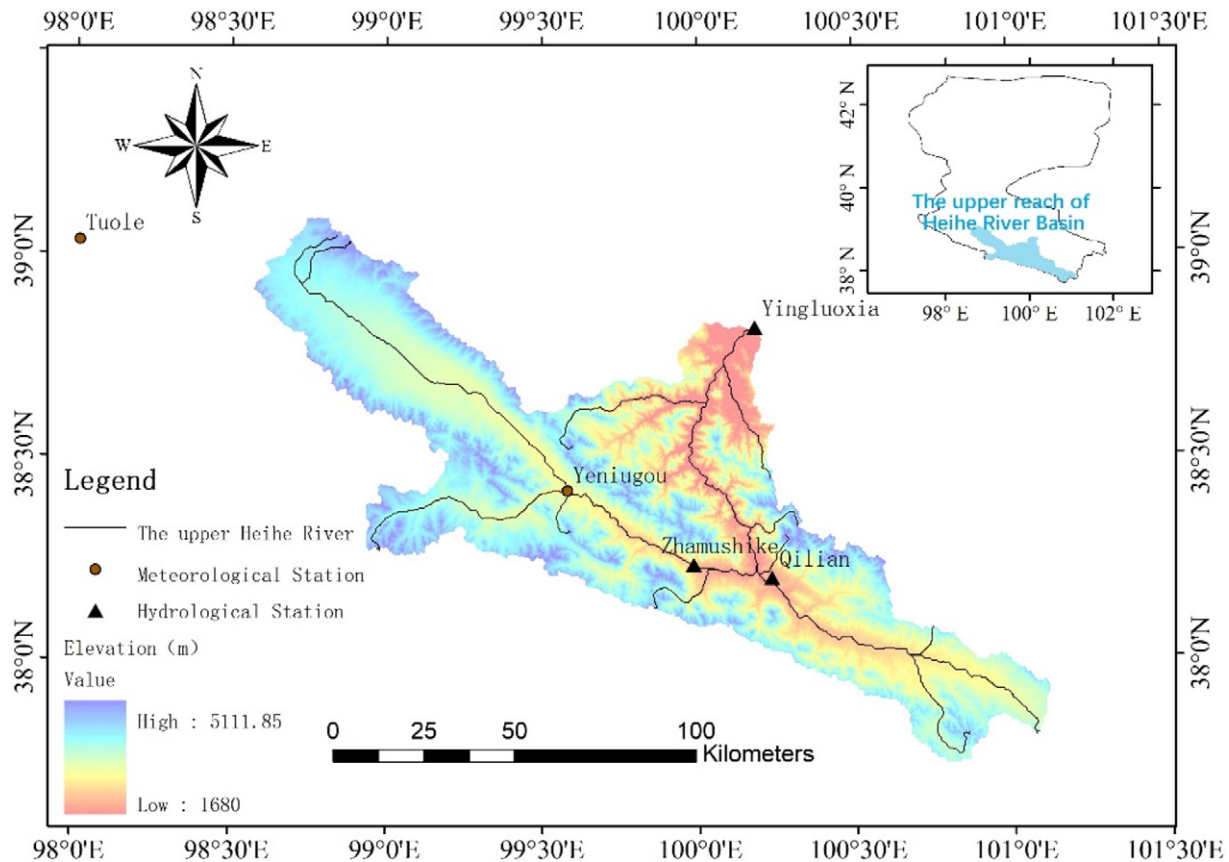 98°0'E 98°30'E 99°0'E 99°30'E 100°0'E 100°30'E 101°0'E 101°30'E
N
W E
S
Tuole
42° N
40° N
38° N
The upper reach of
Heihe River Basin
98° E 100° E 102° E
39°0'N
39°0'N
Yingluoxia
38°30'N
38°30'N
Yeniugou
Zhamushike
Qilian
38°0'N
38°0'N
Legend
The upper Heihe River
Meteorological Station
Hydrological Station
Elevation (m)
Value
High : 5111.85
Low : 1680
0 25 50 100
Kilometers
98°0'E 98°30'E 99°0'E 99°30'E 100°0'E 100°30'E 101°0'E 101°30'E